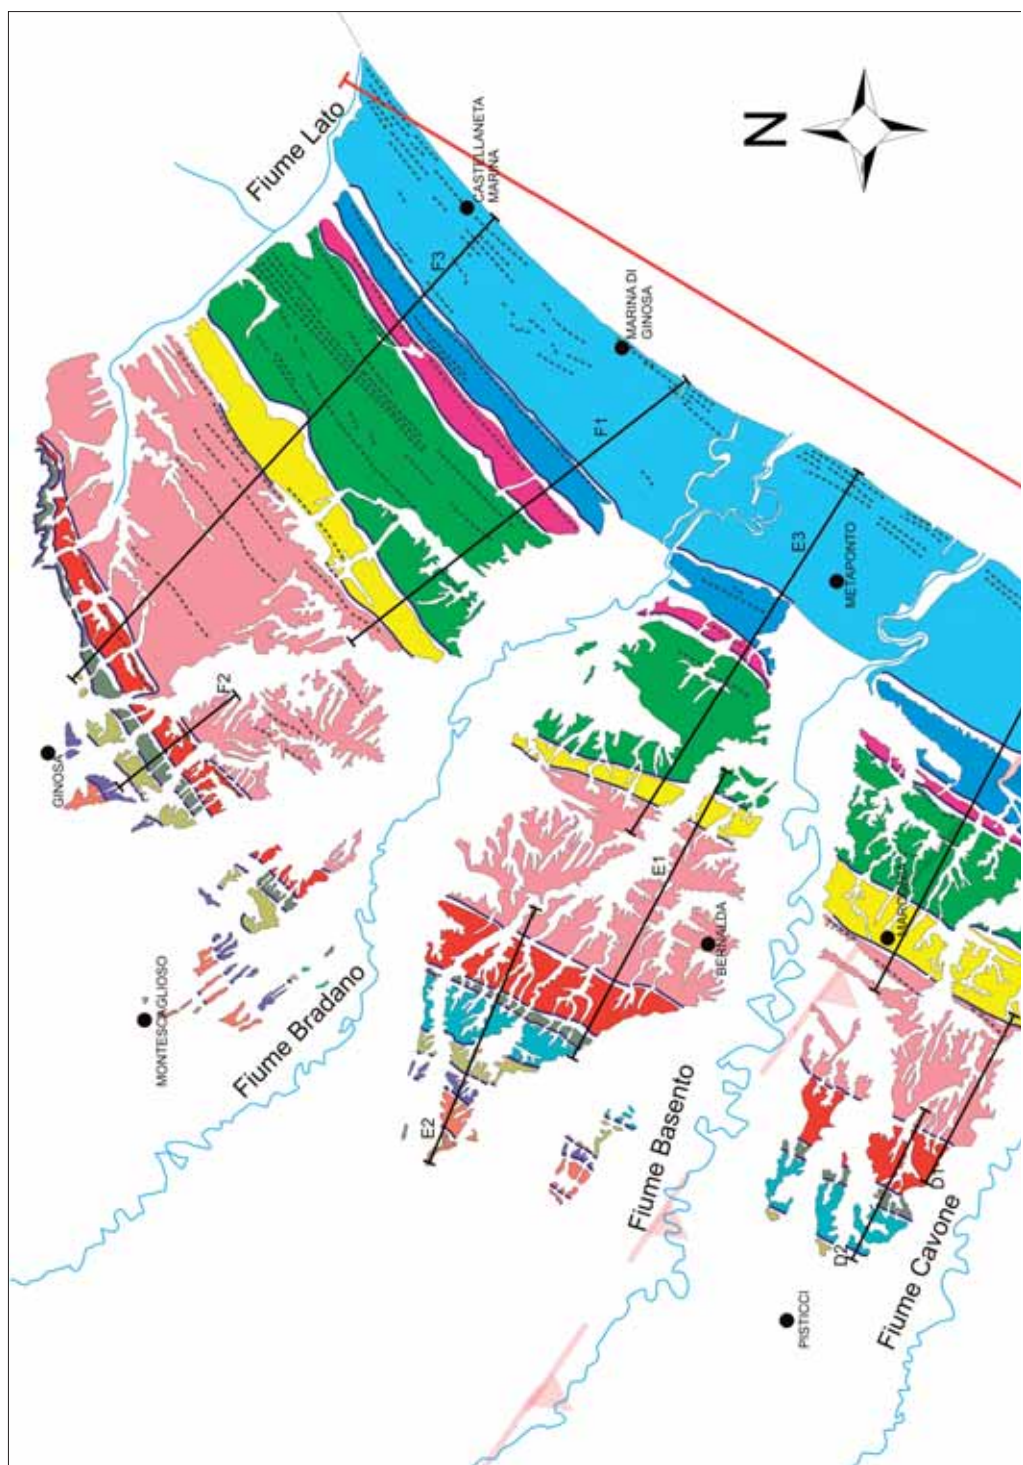 Fiume Lato
N
CASTELLANETA
MARINA
F3
MARINA DI
GINOSA
F1
F2
GINOSA
E3
METAPONTO
E1
BERNALDA
MONTESCAGLIOSO
Fiume Bradano
E2
Fiume Basento
D1
D2
Fiume Cavone
PISTICCI